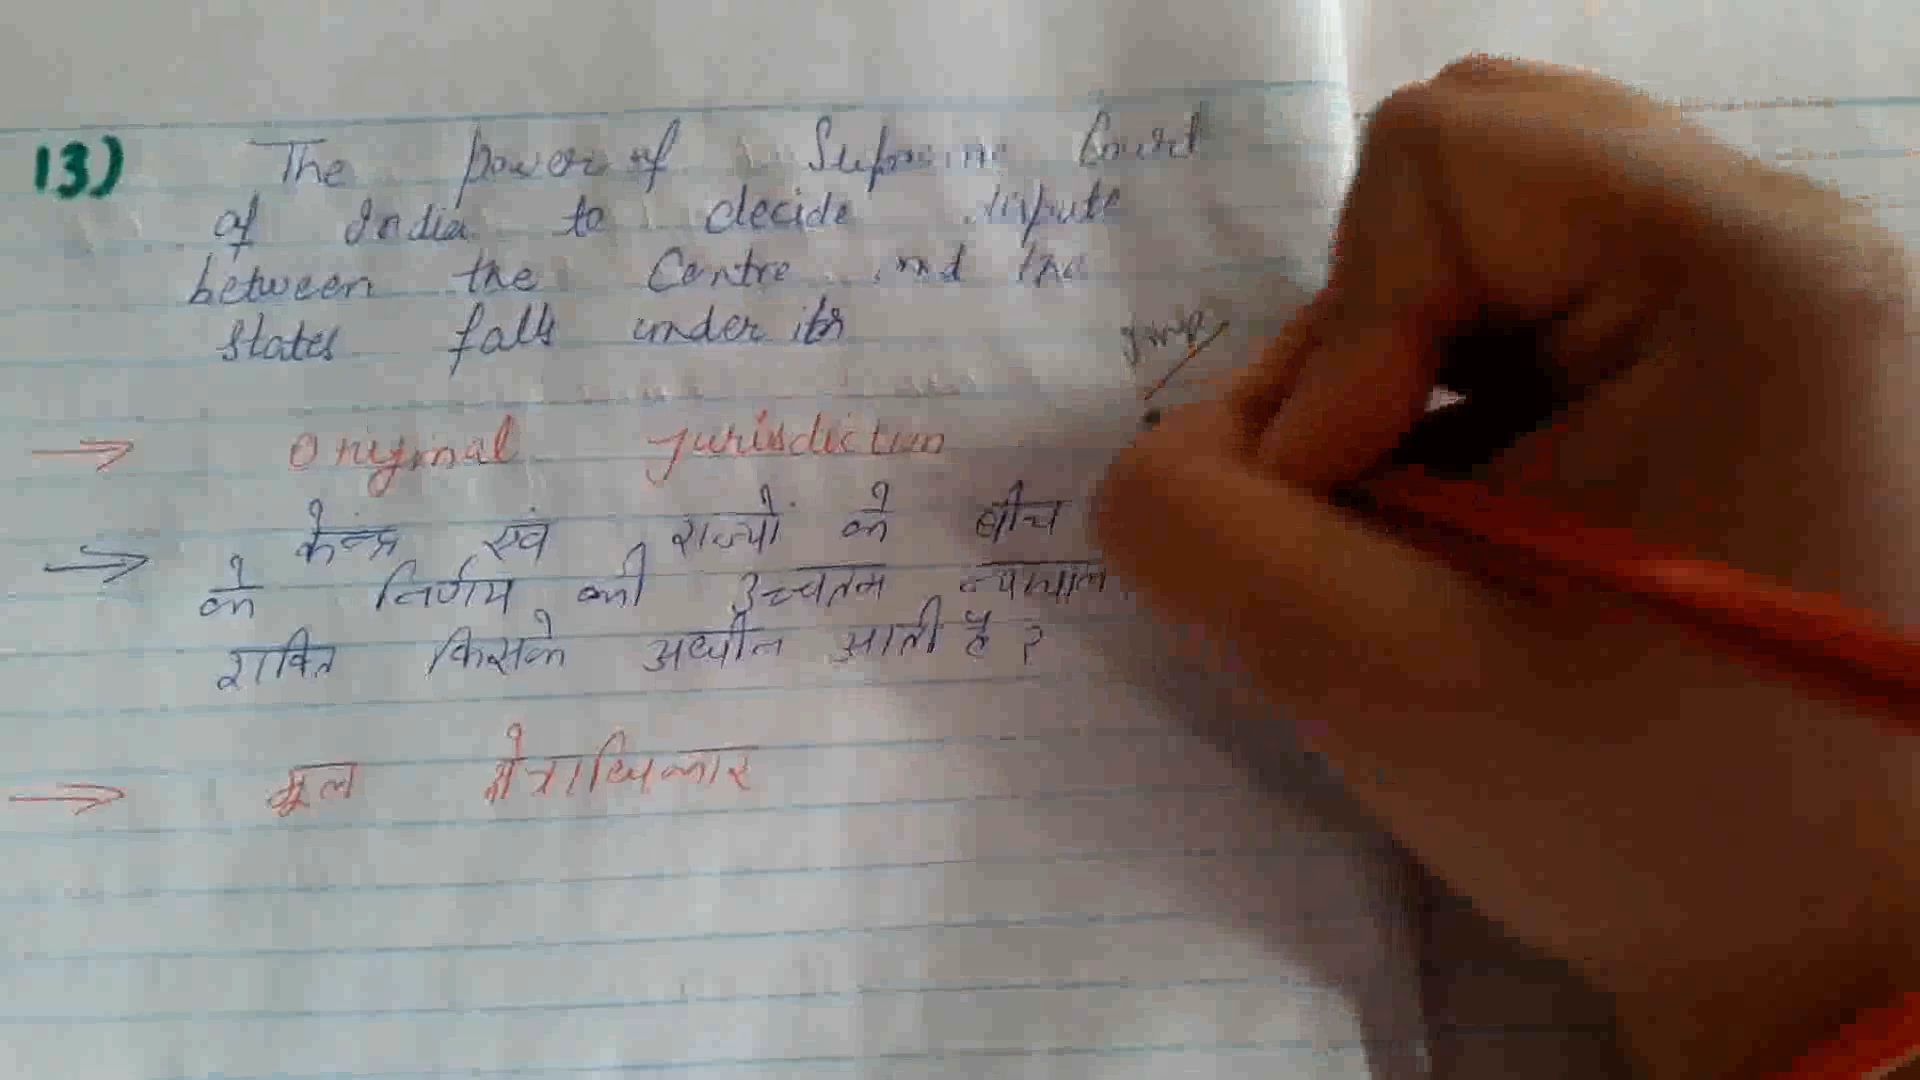 13) The power of Supreme Court
of India to decide dispute
between the Centre and the
states falls under its
Imp
→ Original jurisdiction
→ केन्द्र एवं राज्यों के बीच
के निर्णय की उच्चतम
शक्ति किसके अधीन आती है ?
→ मूल क्षेत्राधिकार